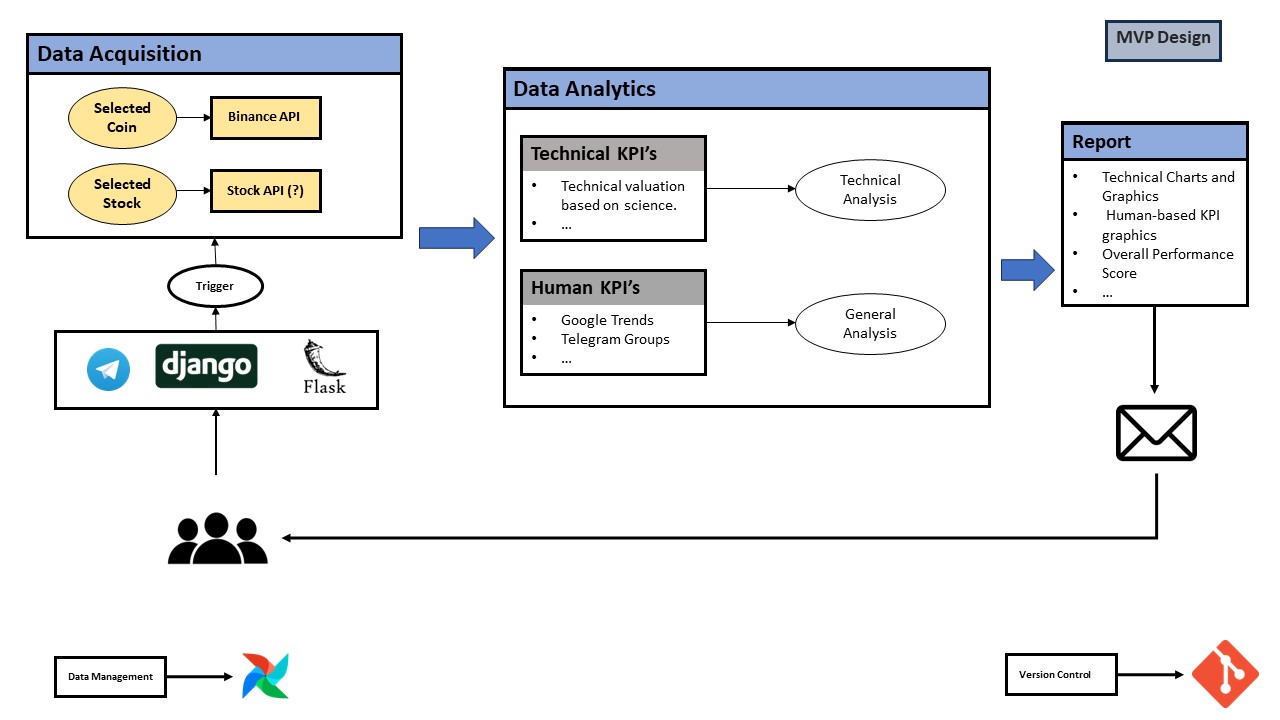 MVP Design
Data Acquisition
Selected
Coin
Binance API
Selected
Stock
Stock API (?)
Trigger
django
Flask
Data Analytics
Technical KPI’s
• Technical valuation
based on science.
• ...
Technical
Analysis
Human KPI’s
• Google Trends
• Telegram Groups
• ...
General
Analysis
Report
• Technical Charts and
Graphics
• Human-based KPI
graphics
• Overall Performance
Score
• ...
Data Management
Version Control